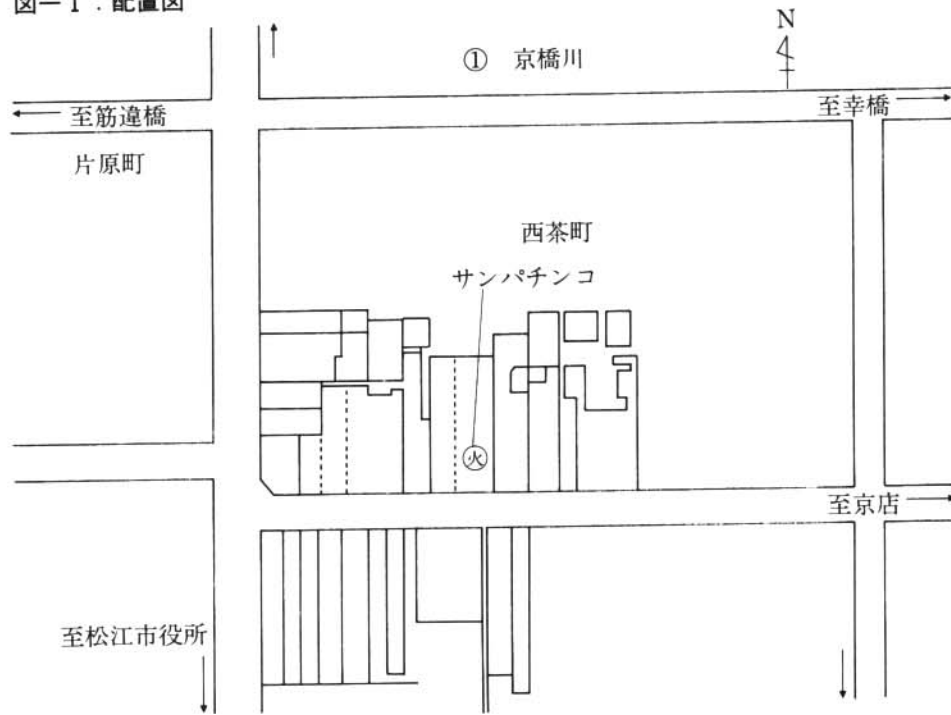 図−1．配置図
N
① 京橋川
至筋違橋
至幸橋
片原町
西茶町
サンパチンコ
火
至京店
至松江市役所